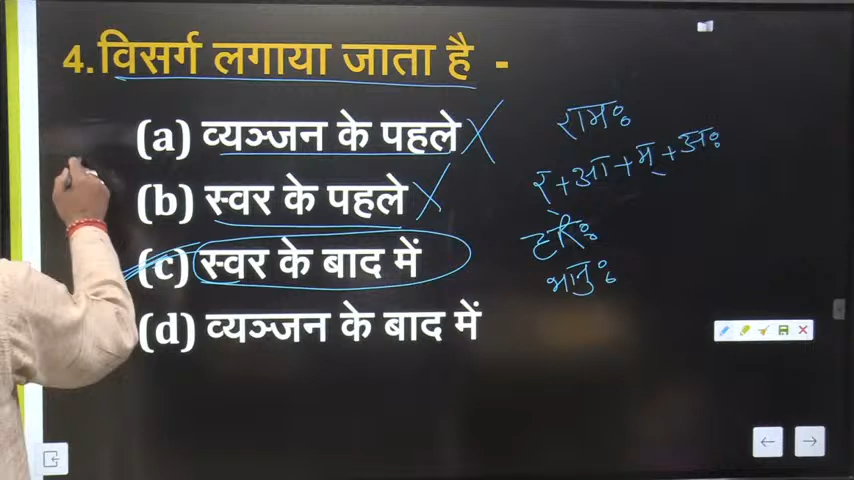 4. विसर्ग लगाया जाता है -
(a) व्यञ्जन के पहले X
(b) स्वर के पहले X
(c) स्वर के बाद में
(d) व्यञ्जन के बाद में
रामः
र् + आ + म् + अः
हरिः
भानुः